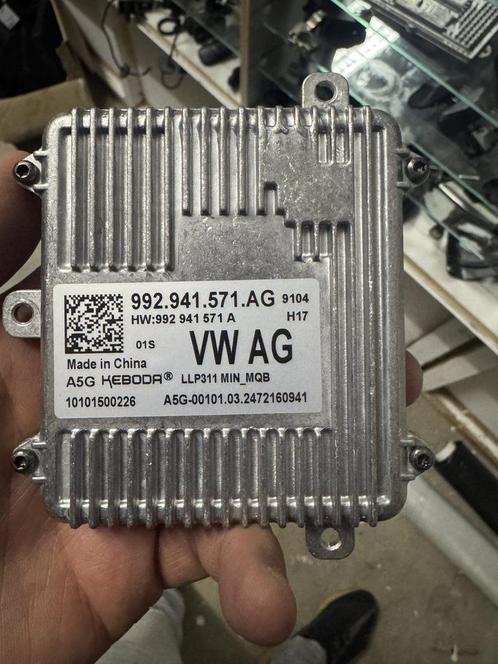 992.941.571.AG 9104
HW:992 941 571 A H17
01S VW AG
Made in China
A5G KEBODA® LLP311 MIN_MQB
10101500226 A5G-00101.03.2472160941